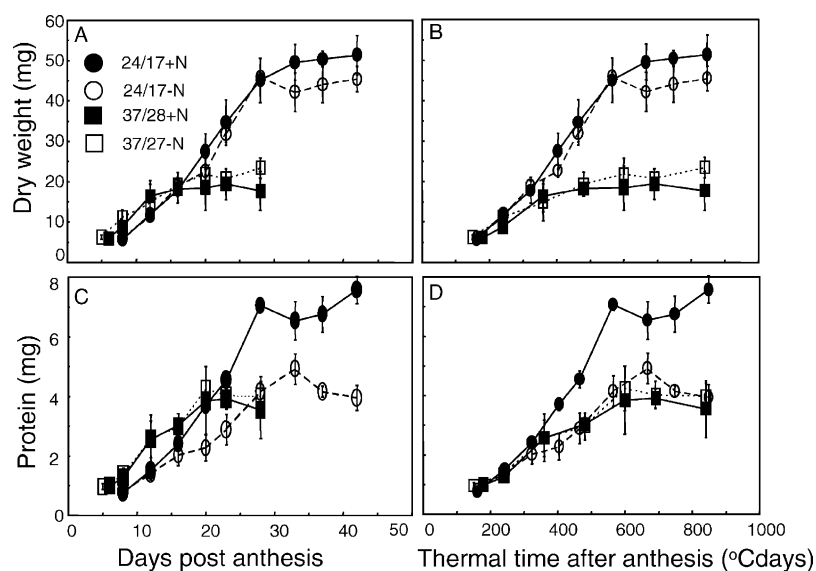 A
B
24/17+N
24/17-N
37/28+N
37/27-N
Dry weight (mg)
60
50
40
30
20
10
0
C
D
Protein (mg)
8
6
4
2
0
0 10 20 30 40 50
0 200 400 600 800 1000
Days post anthesis
Thermal time after anthesis (°Cdays)